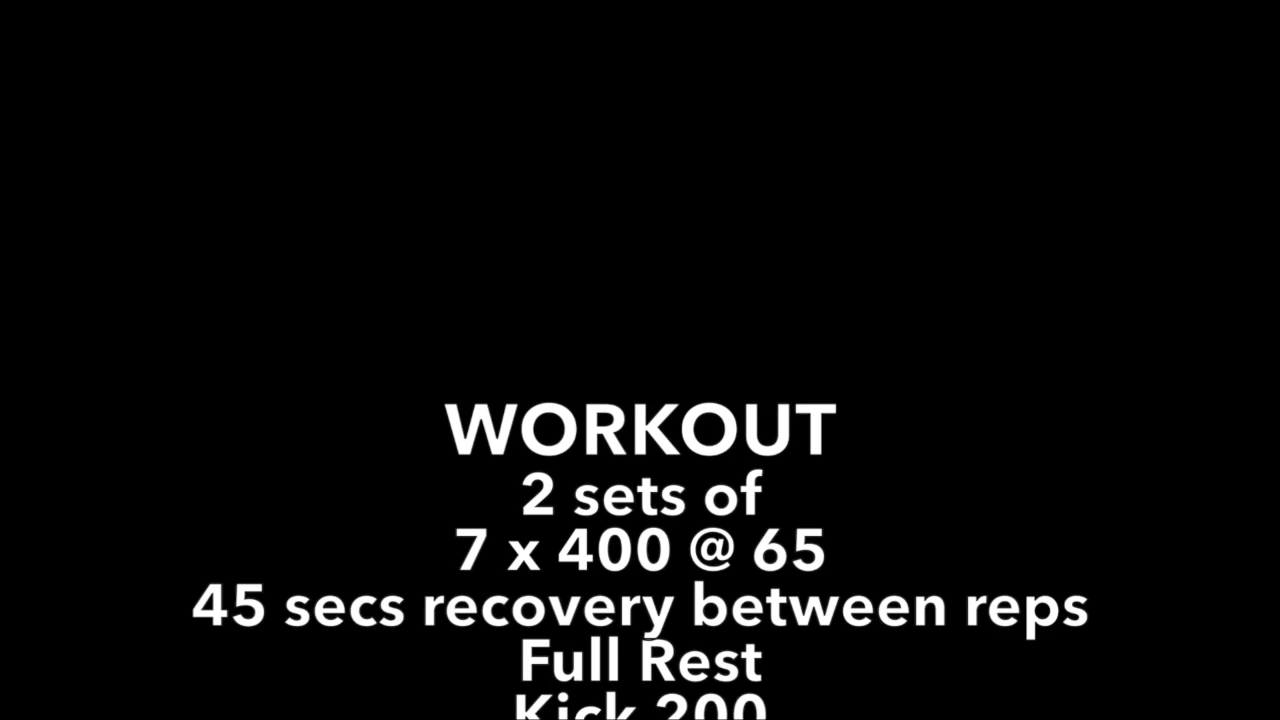 WORKOUT
2 sets of
7 x 400 @ 65
45 secs recovery between reps
Full Rest
Kick 200